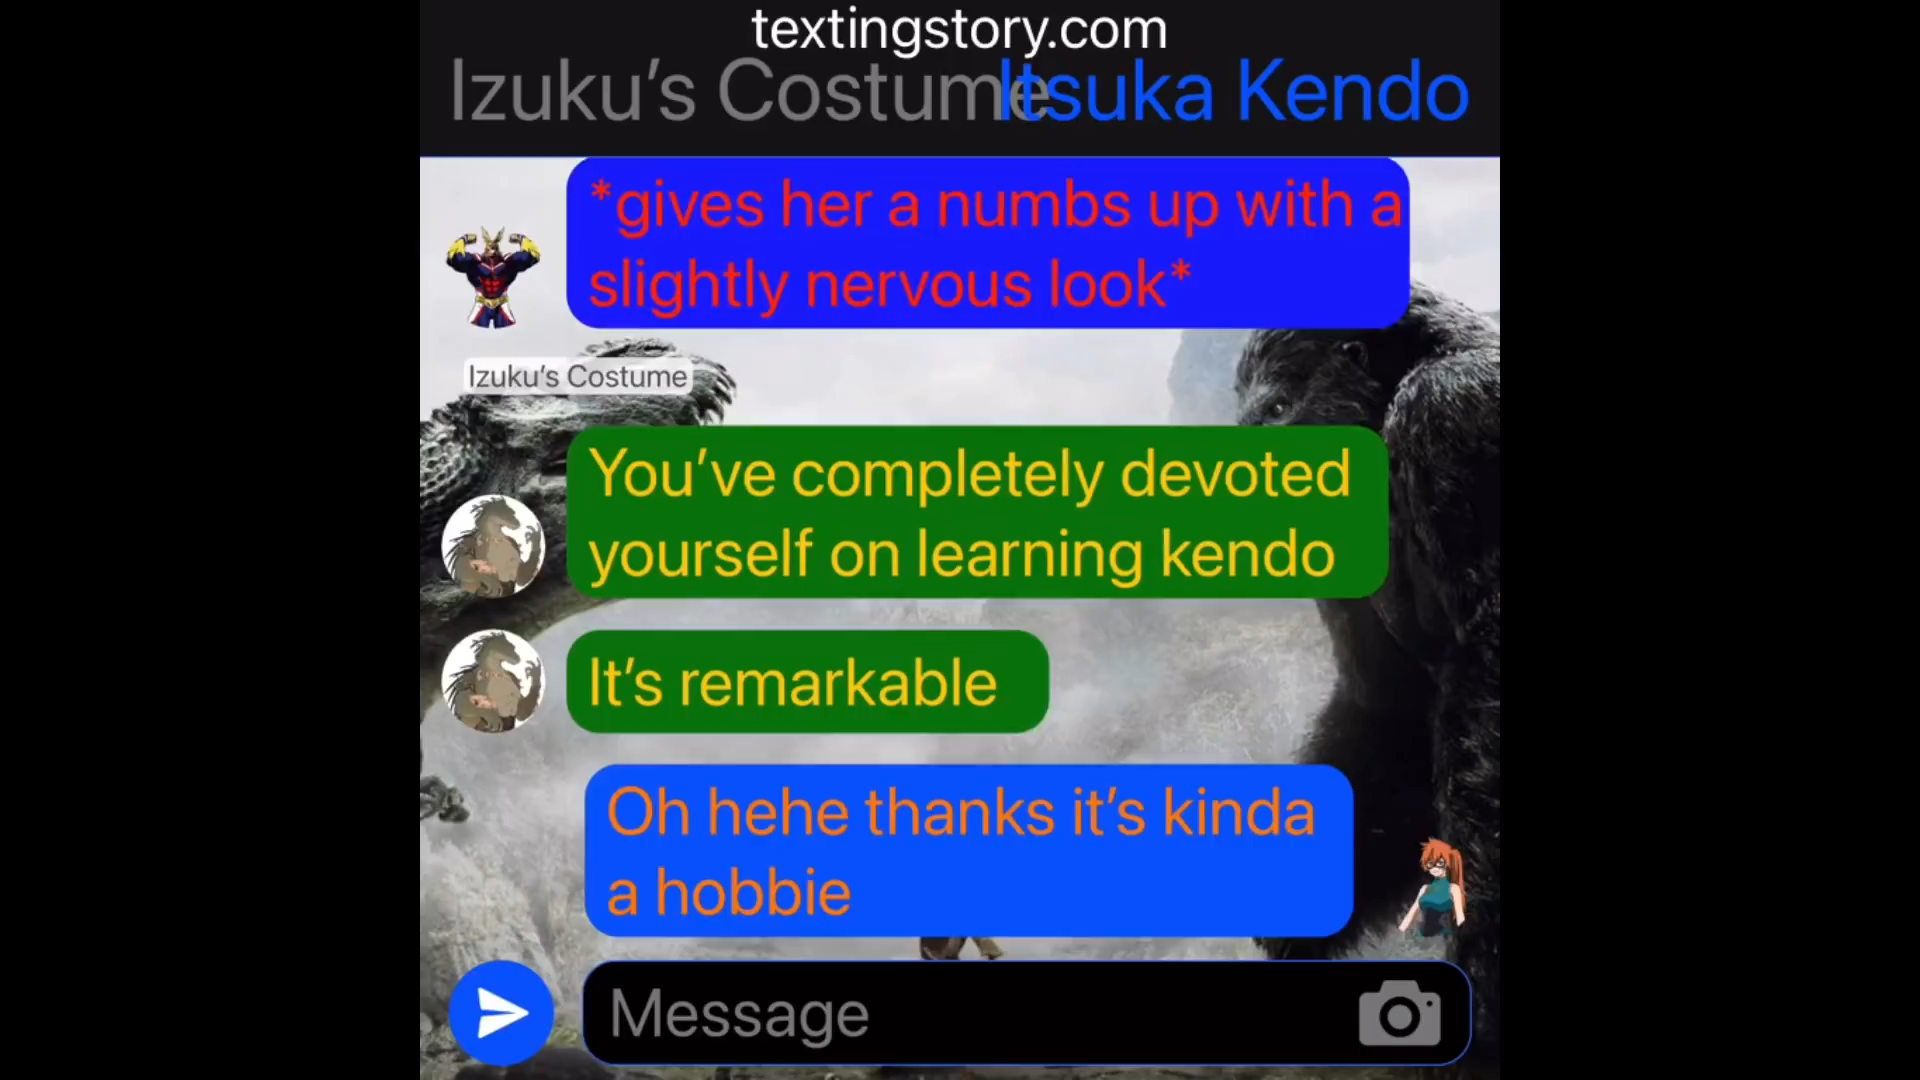 textingstory.com
Izuku’s Costume
Itsuka Kendo
*gives her a numbs up with a
slightly nervous look*
Izuku’s Costume
You’ve completely devoted
yourself on learning kendo
It’s remarkable
Oh hehe thanks it’s kinda
a hobbie
Message